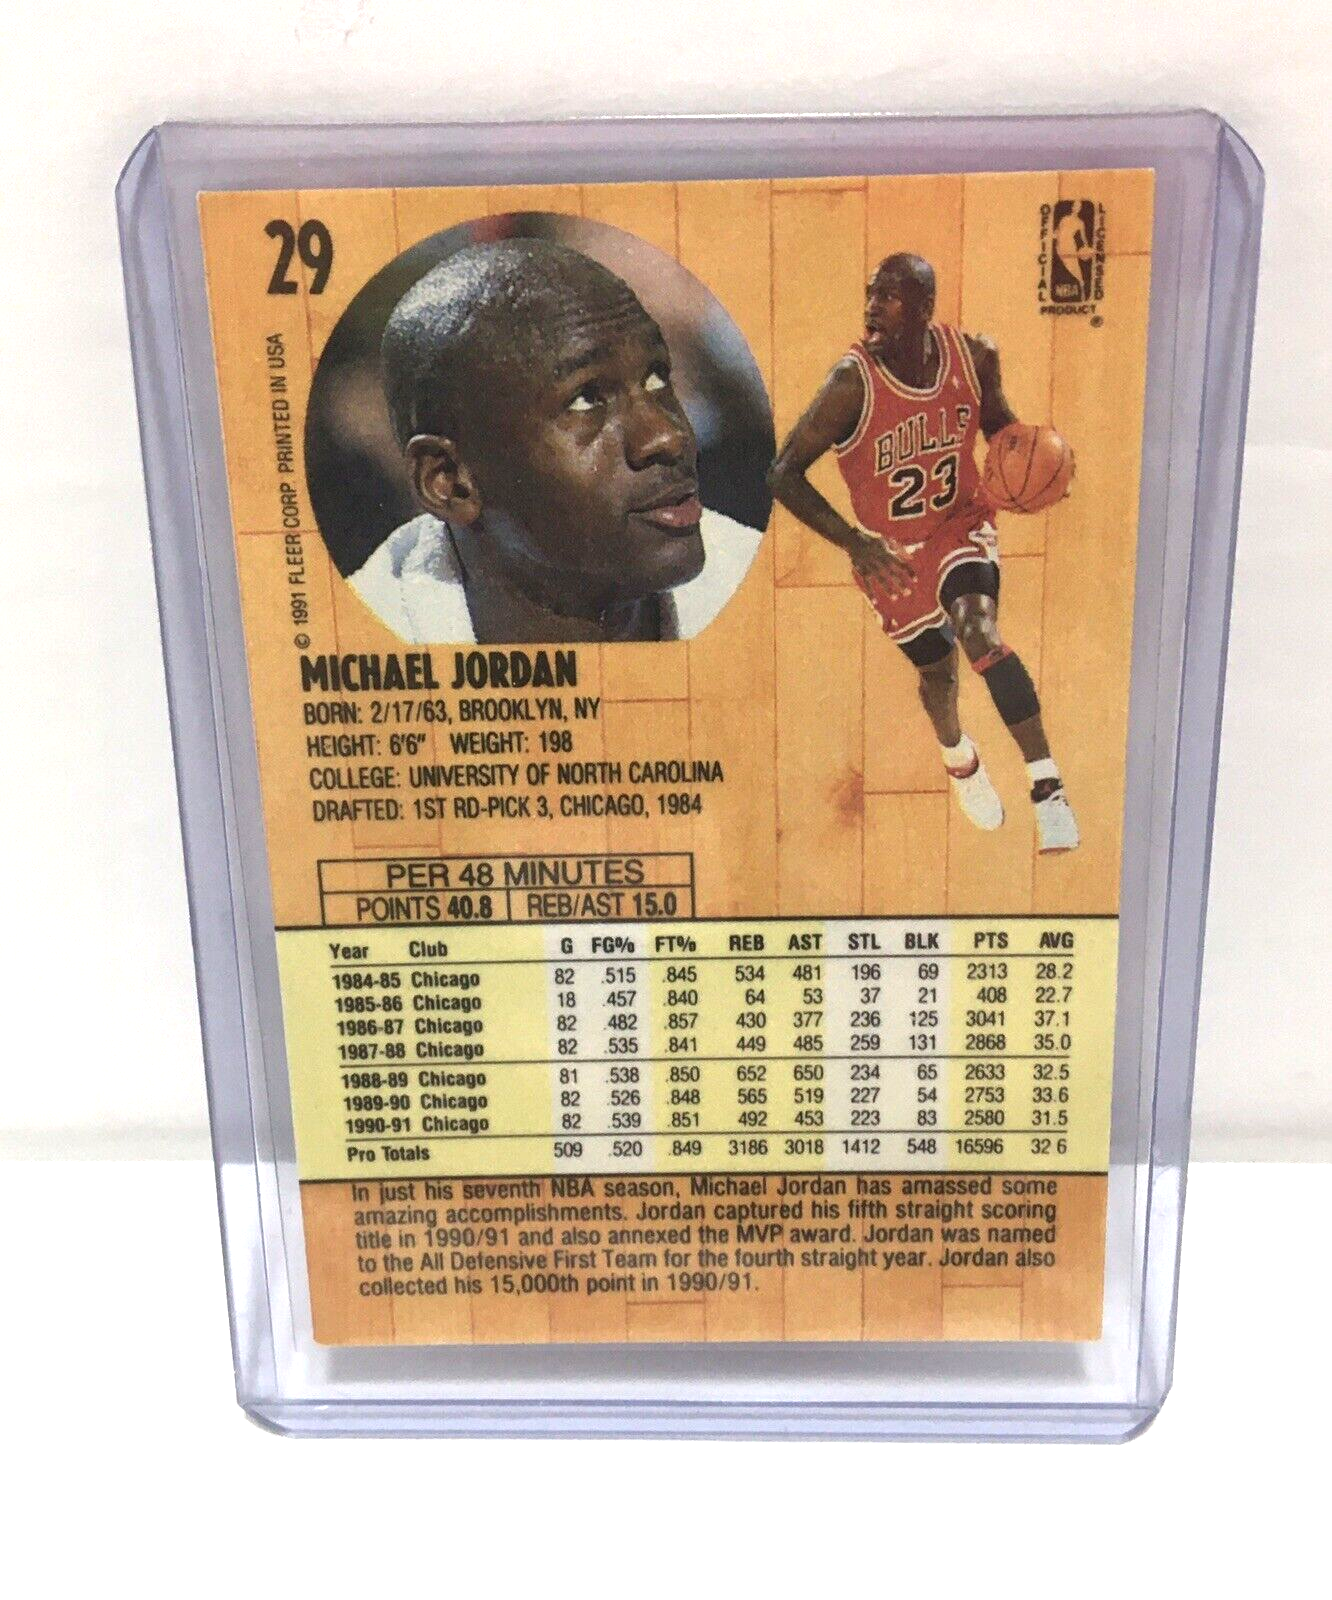 29
OFFICIAL LICENSED
NBA
PRODUCT
®
© 1991 FLEER CORP. PRINTED IN USA
BULLS
23
MICHAEL JORDAN
BORN: 2/17/63, BROOKLYN, NY
HEIGHT: 6'6" WEIGHT: 198
COLLEGE: UNIVERSITY OF NORTH CAROLINA
DRAFTED: 1ST RD-PICK 3, CHICAGO, 1984
PER 48 MINUTES
POINTS 40.8 REB/AST 15.0
Year Club G FG% FT% REB AST STL BLK PTS AVG
1984-85 Chicago 82 .515 .845 534 481 196 69 2313 28.2
1985-86 Chicago 18 .457 .840 64 53 37 21 408 22.7
1986-87 Chicago 82 .482 .857 430 377 236 125 3041 37.1
1987-88 Chicago 82 .535 .841 449 485 259 131 2868 35.0
1988-89 Chicago 81 .538 .850 652 650 234 65 2633 32.5
1989-90 Chicago 82 .526 .848 565 519 227 54 2753 33.6
1990-91 Chicago 82 .539 .851 492 453 223 83 2580 31.5
Pro Totals 509 .520 .849 3186 3018 1412 548 16596 32.6
In just his seventh NBA season, Michael Jordan has amassed some
amazing accomplishments. Jordan captured his fifth straight scoring
title in 1990/91 and also annexed the MVP award. Jordan was named
to the All Defensive First Team for the fourth straight year. Jordan also
collected his 15,000th point in 1990/91.